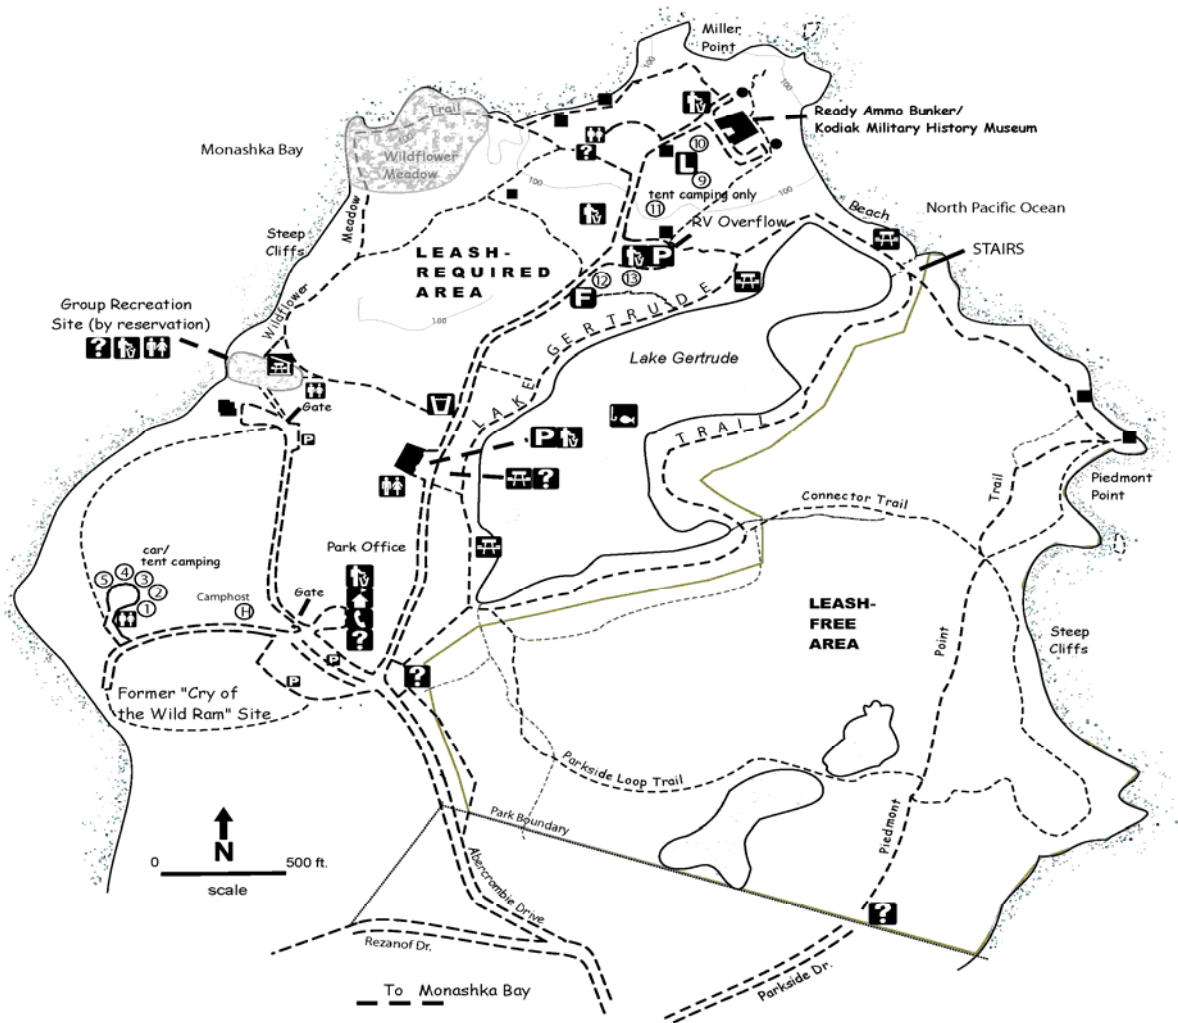 Miller
Point
100
100
Ready Ammo Bunker/
Kodiak Military History Museum
Trail
100
Monashka Bay
Wildflower
Meadow
?
10
L
9
100
100
tent camping only
11
Beach
North Pacific Ocean
Meadow
RV Overflow
STAIRS
Steep
Cliffs
LEASH-
REQUIRED
AREA
P
12
13
F
100
Group Recreation
Site (by reservation)
?
Wildflower
LAKE GERTRUDE
TRAIL
Lake Gertrude
Gate
P
P
?
Piedmont
Point
Trail
Connector Trail
Park Office
car/
tent camping
5
4
3
2
1
Camphost
H
Gate
?
LEASH-
FREE
AREA
Point
Steep
Cliffs
P
P
?
Former "Cry of
the Wild Ram" Site
Parkside Loop Trail
Park Boundary
Piedmont
N
0
500 ft.
scale
Abercrombie Drive
?
Rezanof Dr.
Parkside Dr.
To Monashka Bay